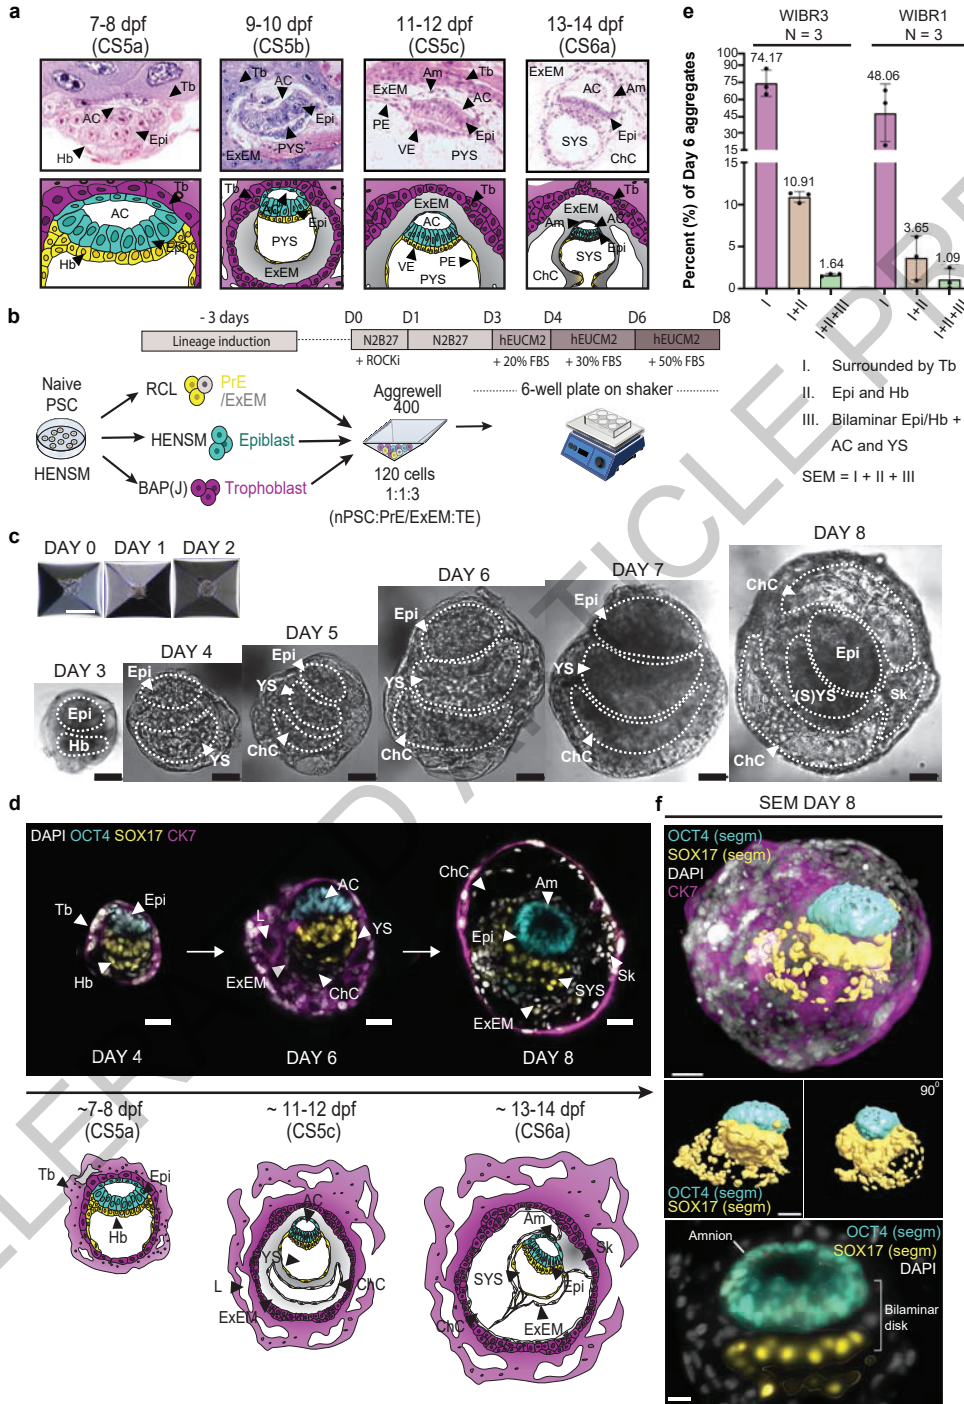 a
7-8 dpf
(CS5a)
9-10 dpf
(CS5b)
11-12 dpf
(CS5c)
13-14 dpf
(CS6a)
Tb
AC
Epi
Hb
Tb
AC
Epi
PYS
ExEM
Am
Tb
ExEM
AC
PE
Epi
VE
PYS
ExEM
AC
Am
Epi
SYS
ChC
Tb
AC
Epi
Hb
Tb
AC
Epi
PYS
ExEM
Tb
ExEM
AC
VE
PE
PYS
Tb
ExEM
Am
AC
Epi
SYS
ChC
b
- 3 days
Lineage induction
D0 D1 D3 D4 D6 D8
N2B27 N2B27 hEUCM2 hEUCM2 hEUCM2
+ ROCKi + 20% FBS + 30% FBS + 50% FBS
Naive
PSC
HENSM
RCL
PrE
/ExEM
HENSM
Epiblast
BAP(J)
Trophoblast
Aggrewell
400
120 cells
1:1:3
(nPSC:PrE/ExEM:TE)
6-well plate on shaker
e
WIBR3
N = 3
WIBR1
N = 3
Percent (%) of Day 6 aggregates
100
90
80
75
60
45
30
15
15
10
5
0
74.17
10.91
1.64
48.06
3.65
1.09
I
I+II
I+II+III
I
I+II
I+II+III
I. Surrounded by Tb
II. Epi and Hb
III. Bilaminar Epi/Hb +
AC and YS
SEM = I + II + III
c
DAY 0 DAY 1 DAY 2
DAY 3
Epi
Hb
DAY 4
Epi
YS
DAY 5
Epi
YS
ChC
DAY 6
Epi
YS
ChC
DAY 7
Epi
YS
ChC
DAY 8
ChC
Epi
(S)YS
Sk
ChC
d
DAPI OCT4 SOX17 CK7
Tb
Epi
Hb
DAY 4
AC
L
YS
ExEM
ChC
DAY 6
ChC
Am
Epi
Sk
SYS
ExEM
DAY 8
~7-8 dpf
(CS5a)
~ 11-12 dpf
(CS5c)
~ 13-14 dpf
(CS6a)
Tb
Epi
Hb
AC
PYS
L
ChC
ExEM
Am
Sk
SYS
Epi
ChC
ExEM
f
SEM DAY 8
OCT4 (segm)
SOX17 (segm)
DAPI
CK7
90⁰
OCT4 (segm)
SOX17 (segm)
Amnion
OCT4 (segm)
SOX17 (segm)
DAPI
Bilaminar
disk